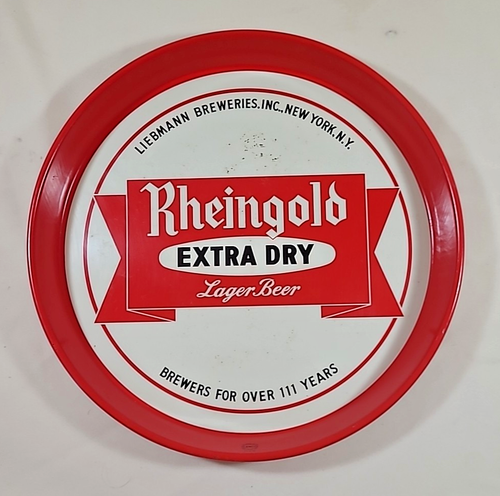 LIEBMANN BREWERIES.INC., NEW YORK, N.Y.
Rheingold
EXTRA DRY
Lager Beer
BREWERS FOR OVER 111 YEARS